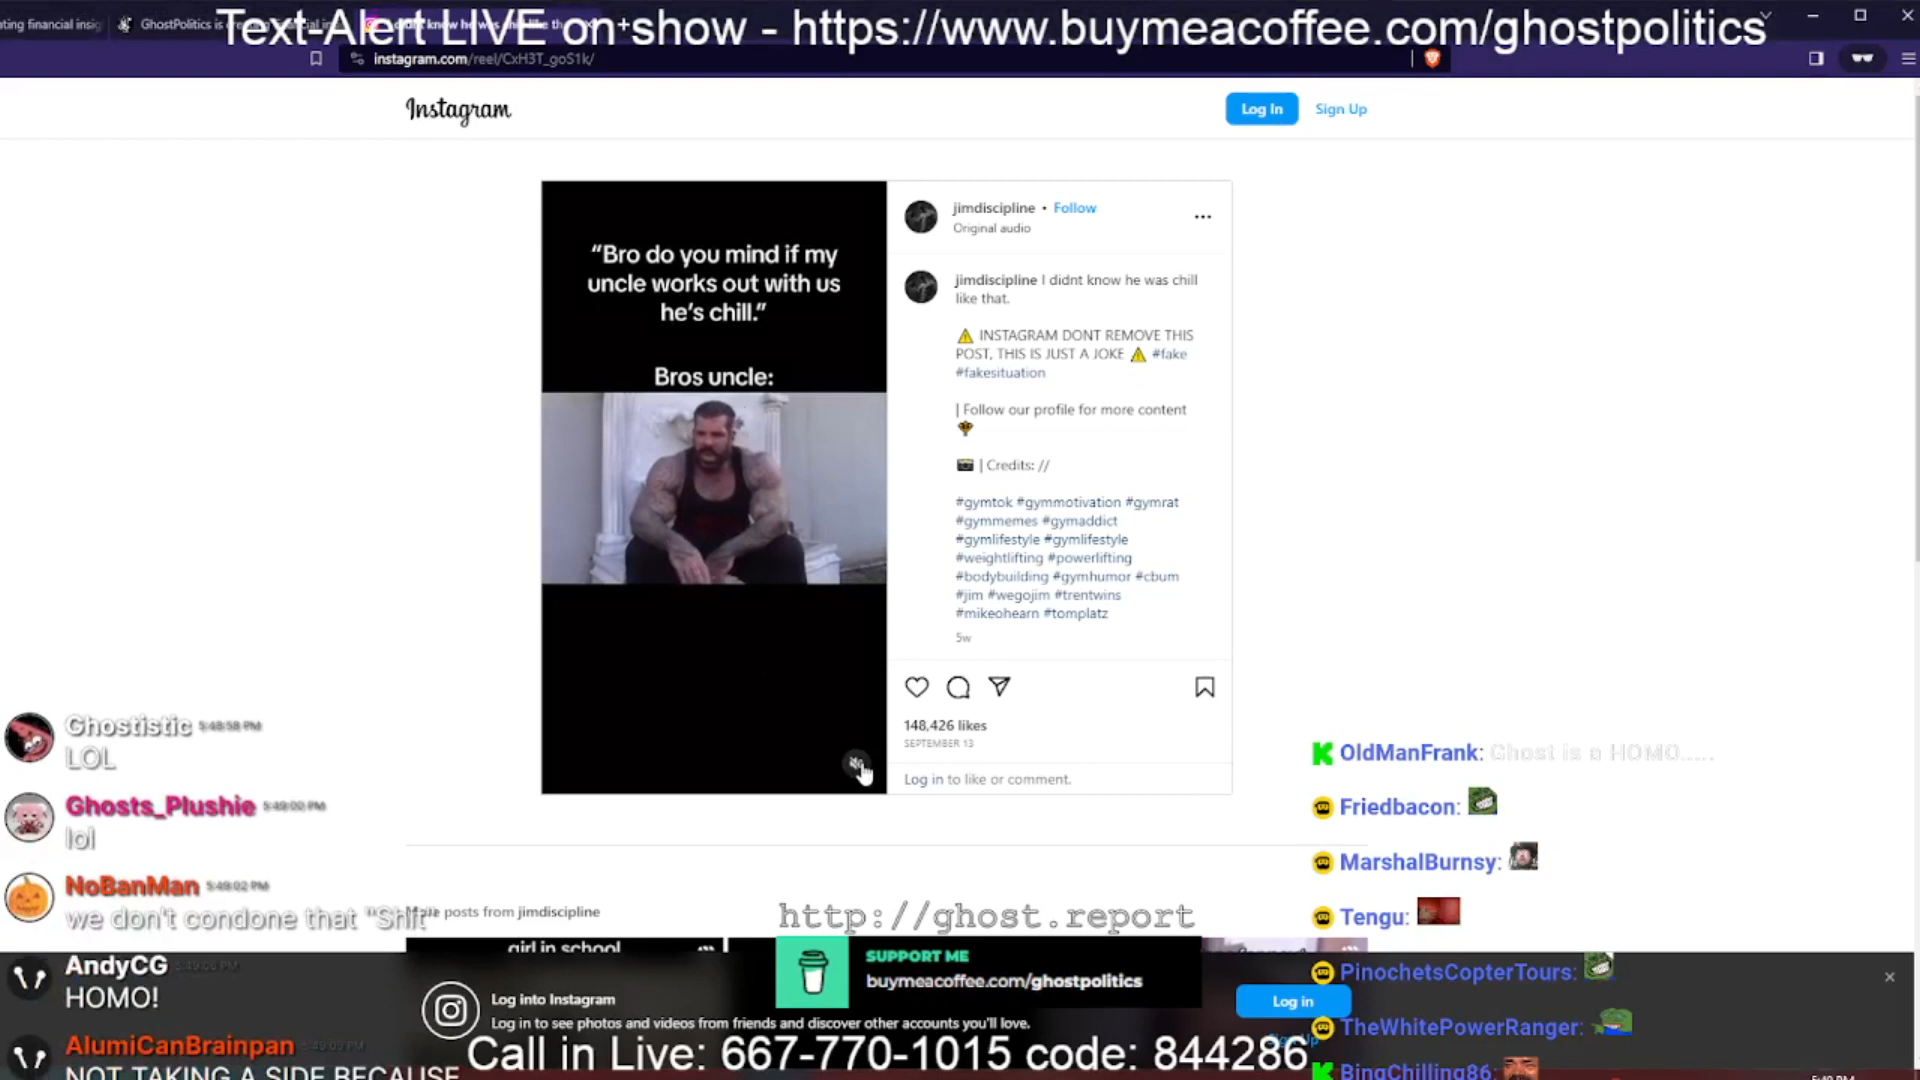 Text-Alert LIVE on show - https://www.buymeacoffee.com/ghostpolitics
instagram.com/reel/CxH3T_goS1k/
Instagram
Log In
Sign Up
“Bro do you mind if my
uncle works out with us
he’s chill.”
Bros uncle:
jimdiscipline • Follow
Original audio
jimdiscipline I didnt know he was chill
like that.
⚠️ INSTAGRAM DONT REMOVE THIS
POST, THIS IS JUST A JOKE ⚠️ #fake
#fakesituation
| Follow our profile for more content
| Credits: //
#gymtok #gymmotivation #gymrat
#gymmemes #gymaddict
#gymlifestyle #gymlifestyle
#weightlifting #powerlifting
#bodybuilding #gymhumor #cbum
#jim #wegojim #trentwins
#mikeohearn #tomplatz
5w
148,426 likes
SEPTEMBER 13
Log in to like or comment.
Ghostistic 5:48:58 PM
LOL
Ghosts_Plushie 5:49:00 PM
lol
NoBanMan 5:49:02 PM
we don't condone that "Shit"
AndyCG 5:49:06 PM
HOMO!
AlumiCanBrainpan 5:49:09 PM
NOT TAKING A SIDE BECAUSE
posts from jimdiscipline
girl in school
http://ghost.report
SUPPORT ME
buymeacoffee.com/ghostpolitics
Log into Instagram
Log in to see photos and videos from friends and discover other accounts you'll love.
Log in
Call in Live: 667-770-1015 code: 844286
OldManFrank: Ghost is a HOMO.....
Friedbacon:
MarshalBurnsy:
Tengu:
PinochetsCopterTours:
TheWhitePowerRanger:
BingChilling86: